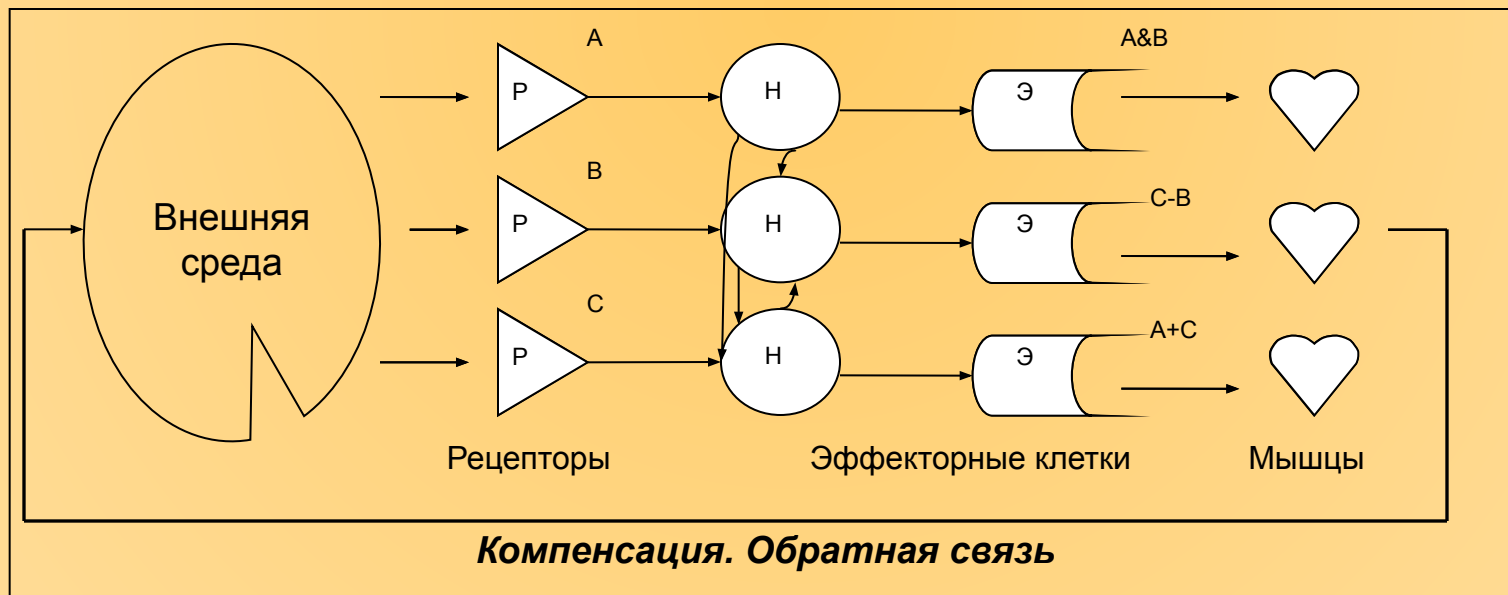 A
A&B
Р
Н
Э
B
C-B
Внешняя
среда
Р
Н
Э
C
A+C
Р
Н
Э
Рецепторы
Эффекторные клетки
Мышцы
Компенсация. Обратная связь